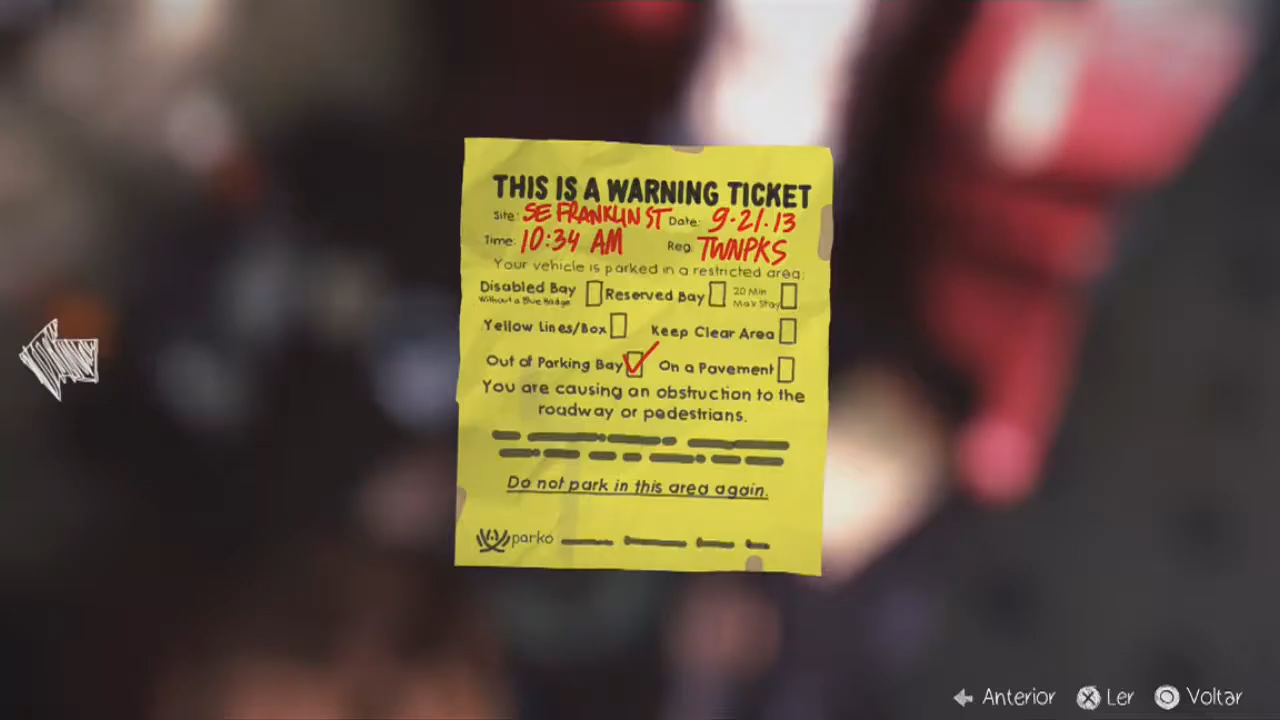 THIS IS A WARNING TICKET
Site: SE FRANKLIN ST Date: 9-21-13
Time: 10:34 AM Reg: TWNPKS
Your vehicle is parked in a restricted area:
Disabled Bay Reserved Bay 20 Min
Without a Blue Badge Max Stay
Yellow Lines/Box Keep Clear Area
Out of Parking Bay On a Pavement
You are causing an obstruction to the
roadway or pedestrians.
Do not park in this area again.
parko
Anterior Ler Voltar